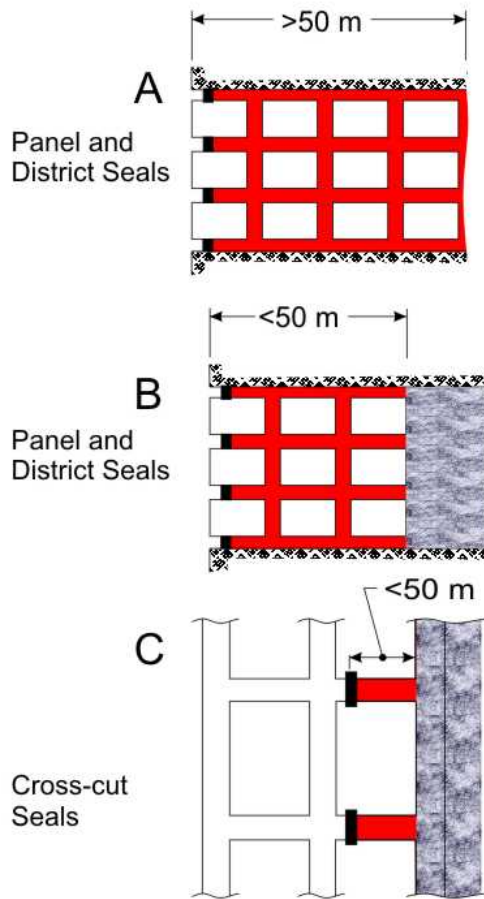 >50 m
A
Panel and
District Seals
<50 m
B
Panel and
District Seals
<50 m
C
Cross-cut
Seals